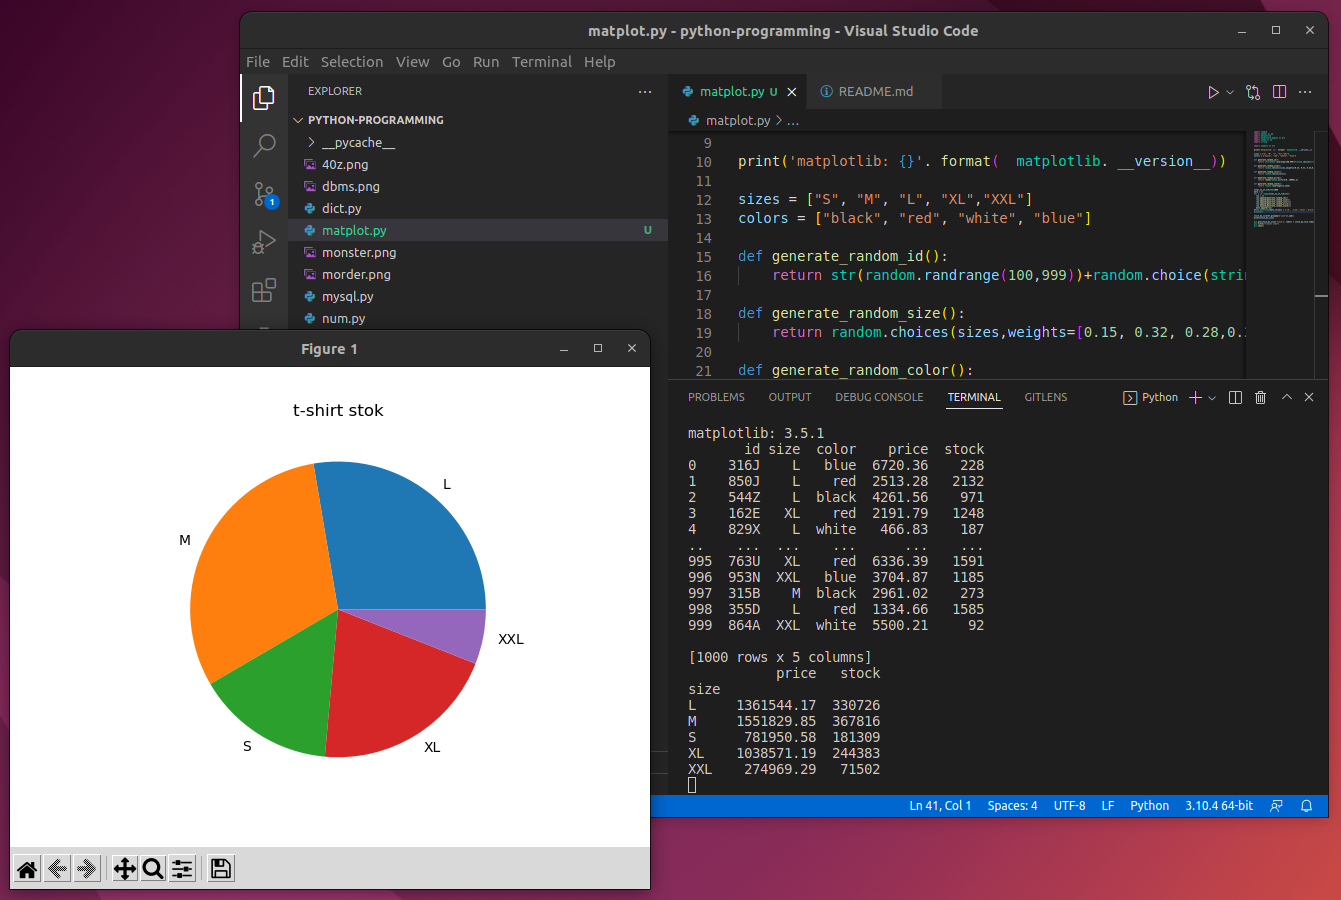 matplot.py - python-programming - Visual Studio Code
File Edit Selection View Go Run Terminal Help
EXPLORER
PYTHON-PROGRAMMING
__pycache__
40z.png
dbms.png
dict.py
matplot.py U
monster.png
morder.png
mysql.py
num.py
1
matplot.py U README.md
matplot.py > ...
9
10 print('matplotlib: {}'. format( matplotlib. __version__))
11
12 sizes = ["S", "M", "L", "XL","XXL"]
13 colors = ["black", "red", "white", "blue"]
14
15 def generate_random_id():
16 return str(random.randrange(100,999))+random.choice(strin
17
18 def generate_random_size():
19 return random.choices(sizes,weights=[0.15, 0.32, 0.28,0.
20
21 def generate_random_color():
PROBLEMS OUTPUT DEBUG CONSOLE TERMINAL GITLENS
Python
matplotlib: 3.5.1
id size color price stock
0 316J L blue 6720.36 228
1 850J L red 2513.28 2132
2 544Z L black 4261.56 971
3 162E XL red 2191.79 1248
4 829X L white 466.83 187
.. ... ... ... ... ...
995 763U XL red 6336.39 1591
996 953N XXL blue 3704.87 1185
997 315B M black 2961.02 273
998 355D L red 1334.66 1585
999 864A XXL white 5500.21 92
[1000 rows x 5 columns]
price stock
size
L 1361544.17 330726
M 1551829.85 367816
S 781950.58 181309
XL 1038571.19 244383
XXL 274969.29 71502
Ln 41, Col 1 Spaces: 4 UTF-8 LF Python 3.10.4 64-bit
Figure 1
t-shirt stok
L
M
XXL
S
XL